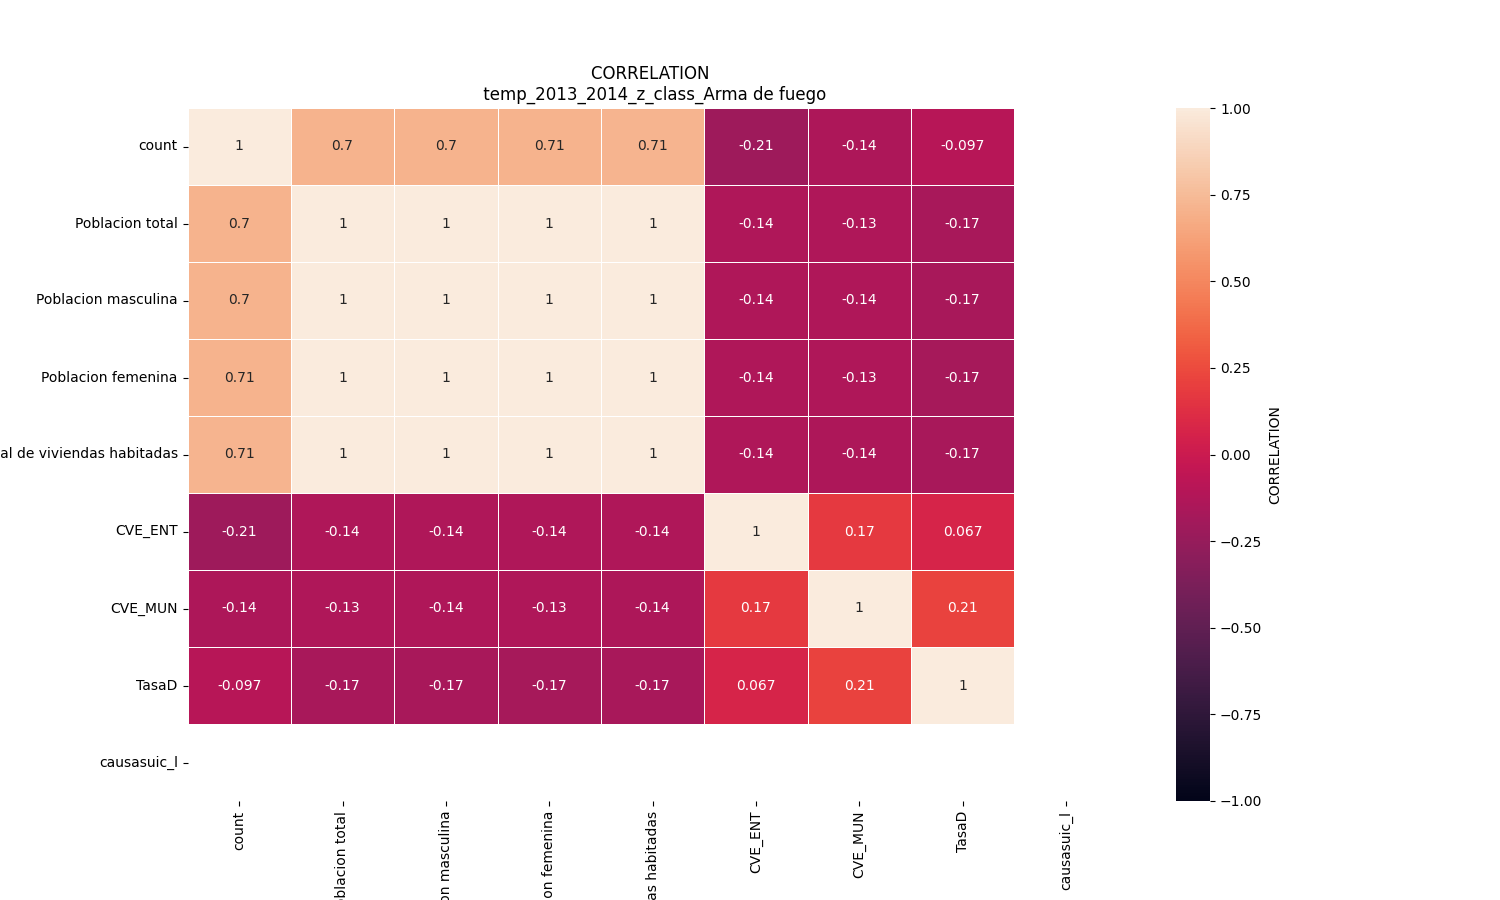 CORRELATION
temp_2013_2014_z_class_Arma de fuego
count 1 0.7 0.7 0.71 0.71 -0.21 -0.14 -0.097
Poblacion total 0.7 1 1 1 1 -0.14 -0.13 -0.17
Poblacion masculina 0.7 1 1 1 1 -0.14 -0.14 -0.17
Poblacion femenina 0.71 1 1 1 1 -0.14 -0.13 -0.17
al de viviendas habitadas 0.71 1 1 1 1 -0.14 -0.14 -0.17
CVE_ENT -0.21 -0.14 -0.14 -0.14 -0.14 1 0.17 0.067
CVE_MUN -0.14 -0.13 -0.14 -0.13 -0.14 0.17 1 0.21
TasaD -0.097 -0.17 -0.17 -0.17 -0.17 0.067 0.21 1
causasuic_l
count
oblacion total
on masculina
on femenina
as habitadas
CVE_ENT
CVE_MUN
TasaD
causasuic_l
1.00
0.75
0.50
0.25
0.00
−0.25
−0.50
−0.75
−1.00
CORRELATION